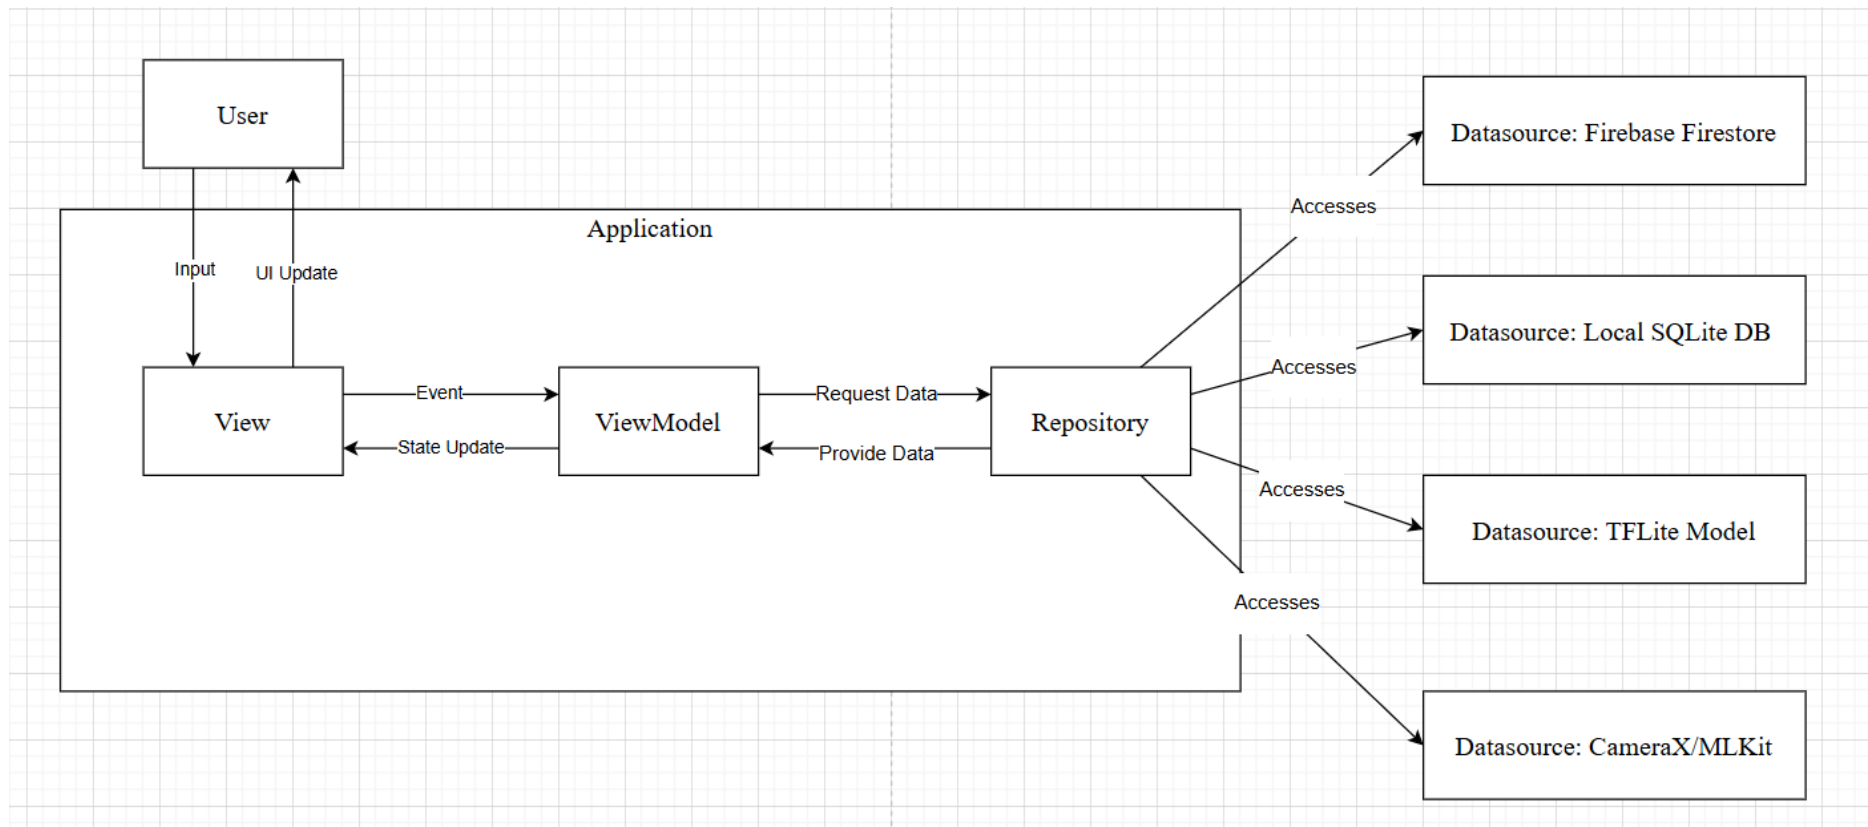 User
Datasource: Firebase Firestore
Accesses
Application
Input
UI Update
Datasource: Local SQLite DB
Accesses
Event
Request Data
View
ViewModel
Repository
State Update
Provide Data
Accesses
Datasource: TFLite Model
Accesses
Datasource: CameraX/MLKit